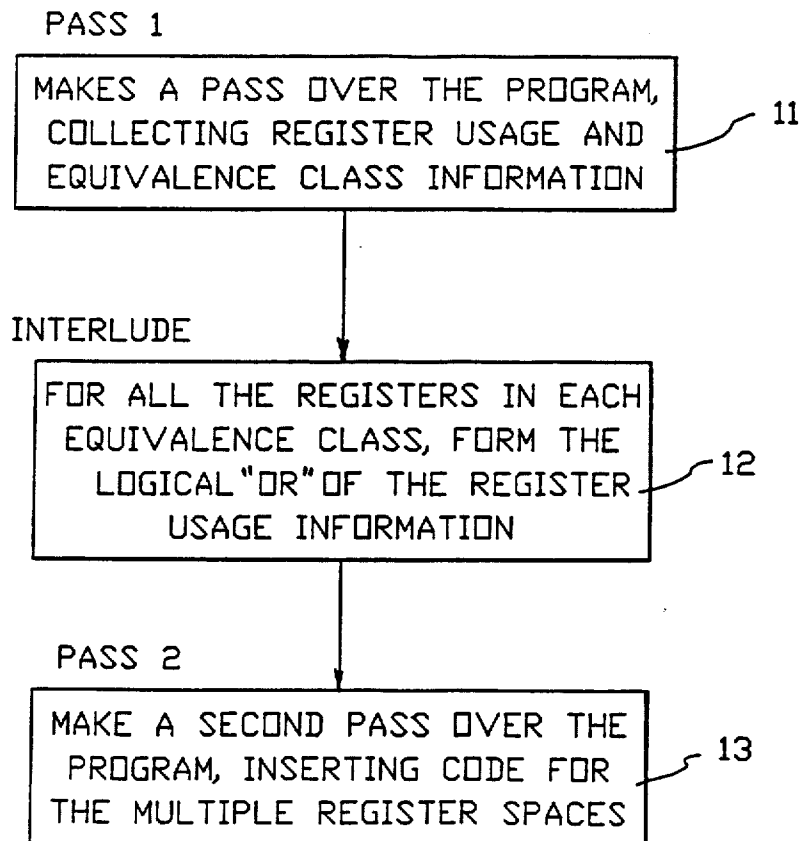 PASS 1
MAKES A PASS OVER THE PROGRAM,
COLLECTING REGISTER USAGE AND
EQUIVALENCE CLASS INFORMATION
11
INTERLUDE
FOR ALL THE REGISTERS IN EACH
EQUIVALENCE CLASS, FORM THE
LOGICAL "OR" OF THE REGISTER
USAGE INFORMATION
12
PASS 2
MAKE A SECOND PASS OVER THE
PROGRAM, INSERTING CODE FOR
THE MULTIPLE REGISTER SPACES
13